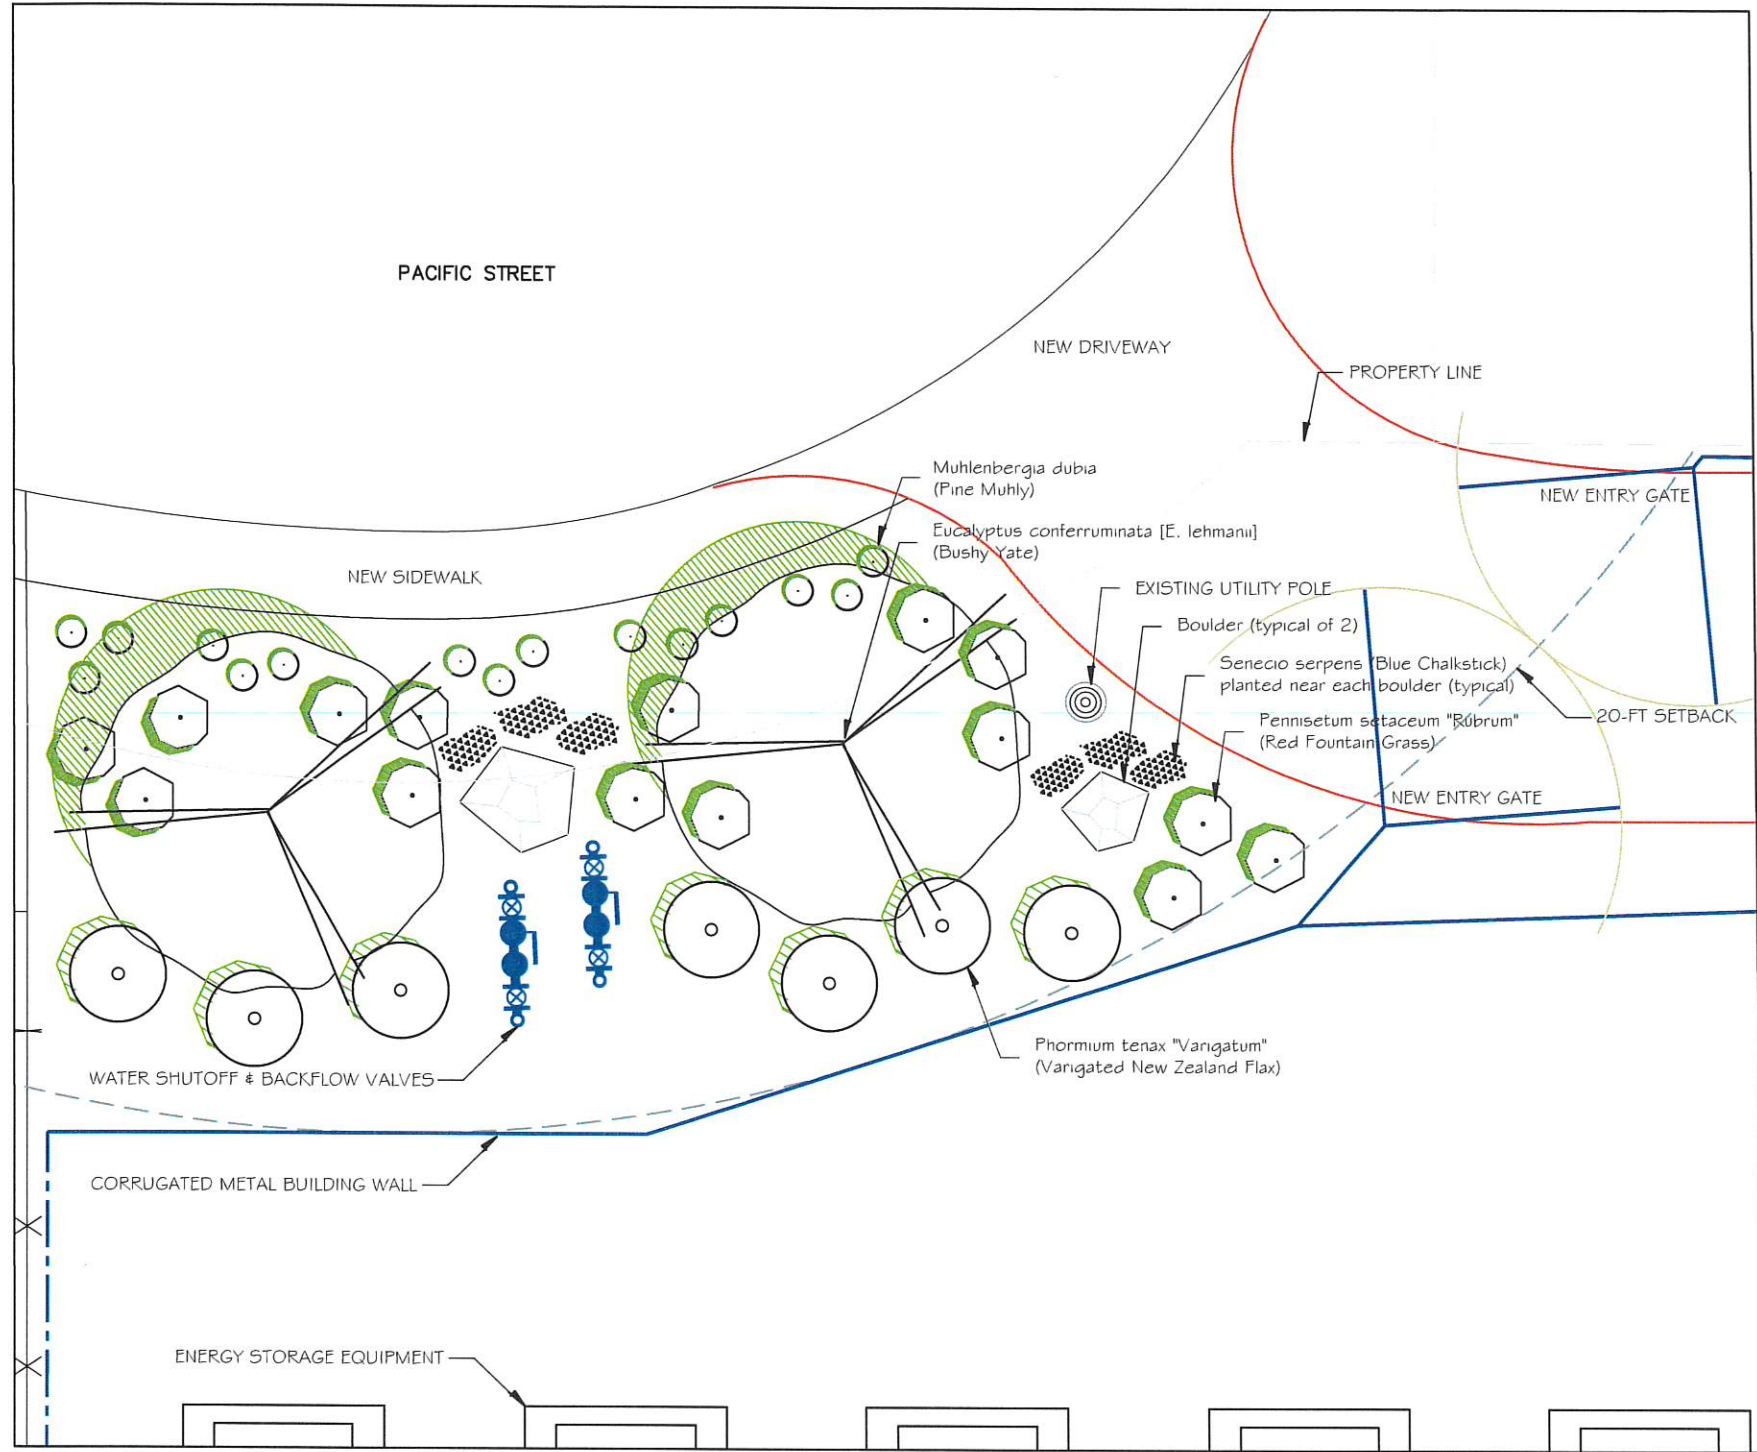 PACIFIC STREET
NEW DRIVEWAY
PROPERTY LINE
Muhlenbergia dubia
(Pine Muhly)
NEW ENTRY GATE
Eucalyptus conferruminata [E. lehmanii]
(Bushy Yate)
NEW SIDEWALK
EXISTING UTILITY POLE
Boulder (typical of 2)
Senecio serpens (Blue Chalkstick)
planted near each boulder (typical)
Pennisetum setaceum "Rubrum"
(Red Fountain Grass)
20-FT SETBACK
NEW ENTRY GATE
Phormium tenax "Varigatum"
(Varigated New Zealand Flax)
WATER SHUTOFF & BACKFLOW VALVES
CORRUGATED METAL BUILDING WALL
ENERGY STORAGE EQUIPMENT